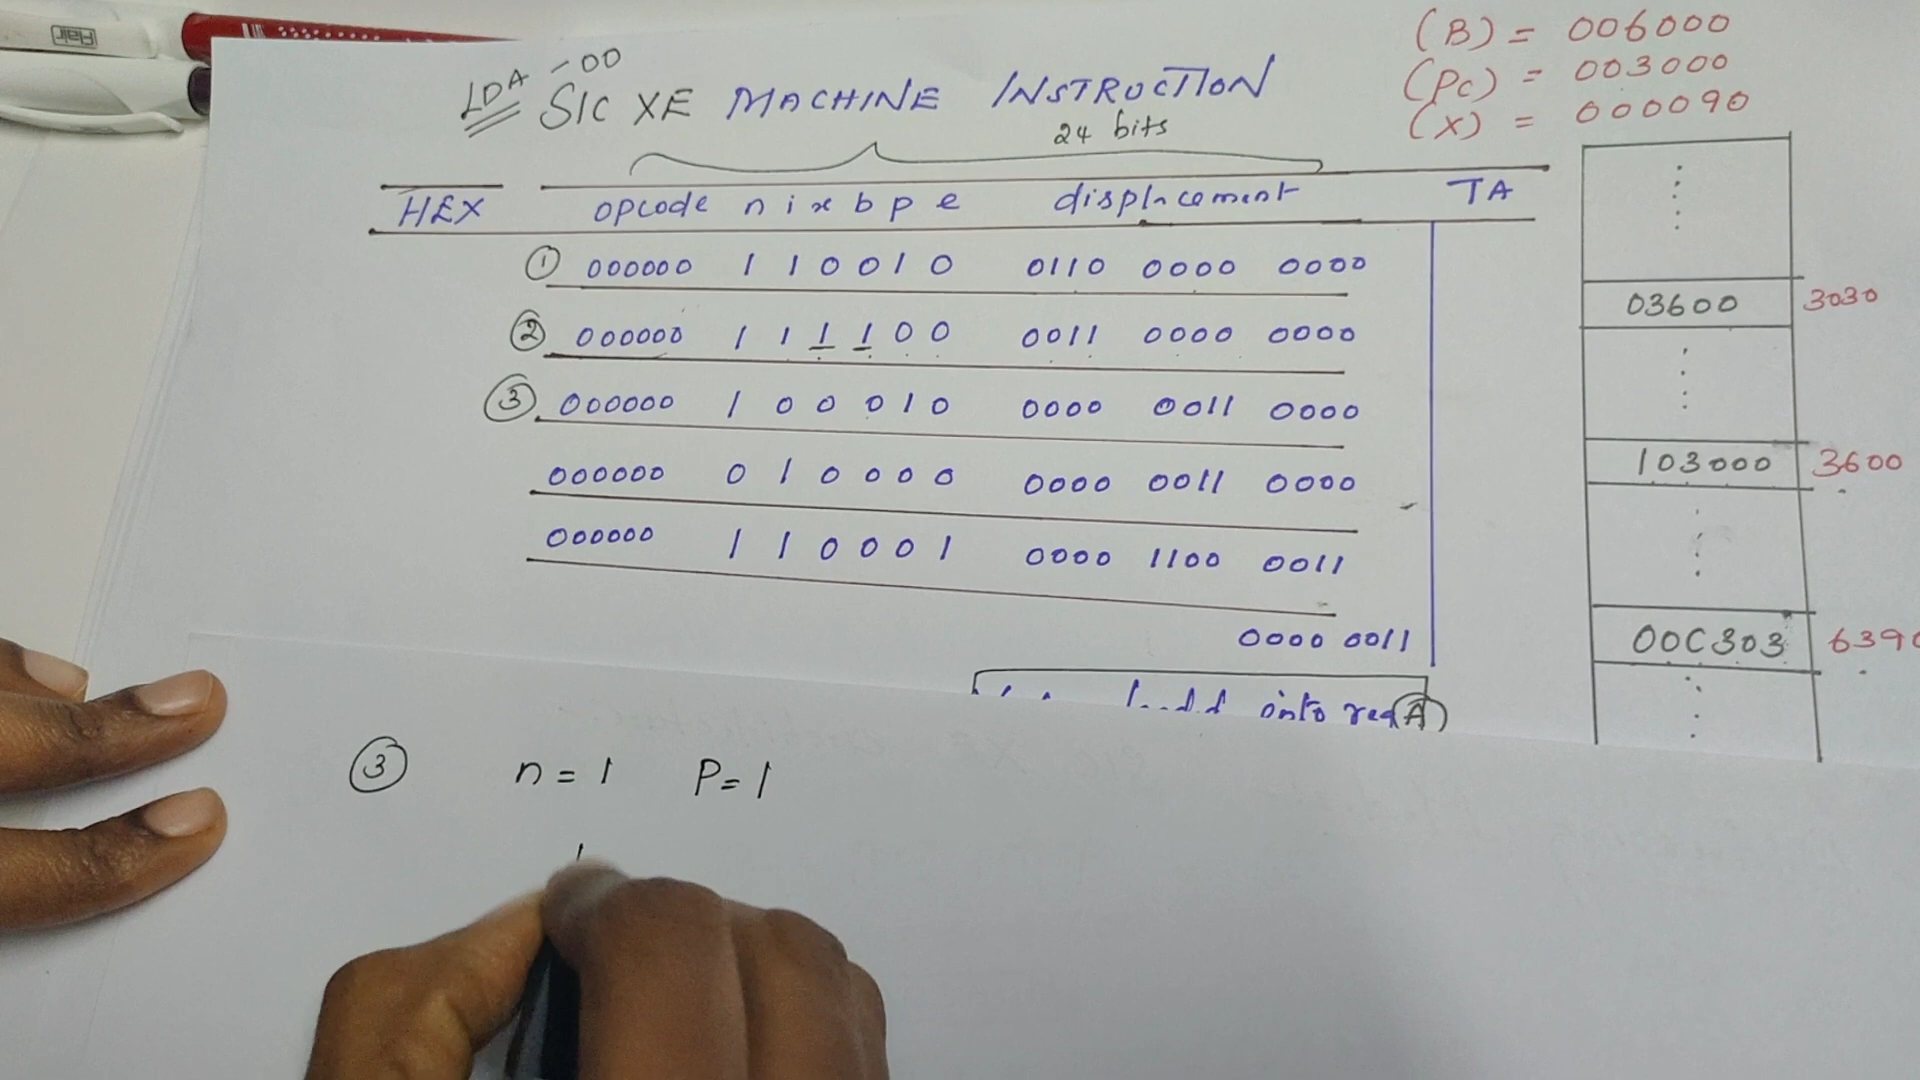 Flair
LDA - 00
SIC XE MACHINE INSTRUCTION
24 bits
(B) = 006000
(PC) = 003000
(X) = 000090
HEX opcode n i x b p e displacement TA
① 000000 1 1 0 0 1 0 0110 0000 0000
② 000000 1 1 1 1 0 0 0011 0000 0000
③ 000000 1 0 0 0 1 0 0000 0011 0000
000000 0 1 0 0 0 0 0000 0011 0000
000000 1 1 0 0 0 1 0000 1100 0011
0000 0011
onto reg A
03600 3030
103000 3600
00C303 639
③ n = 1 P = 1